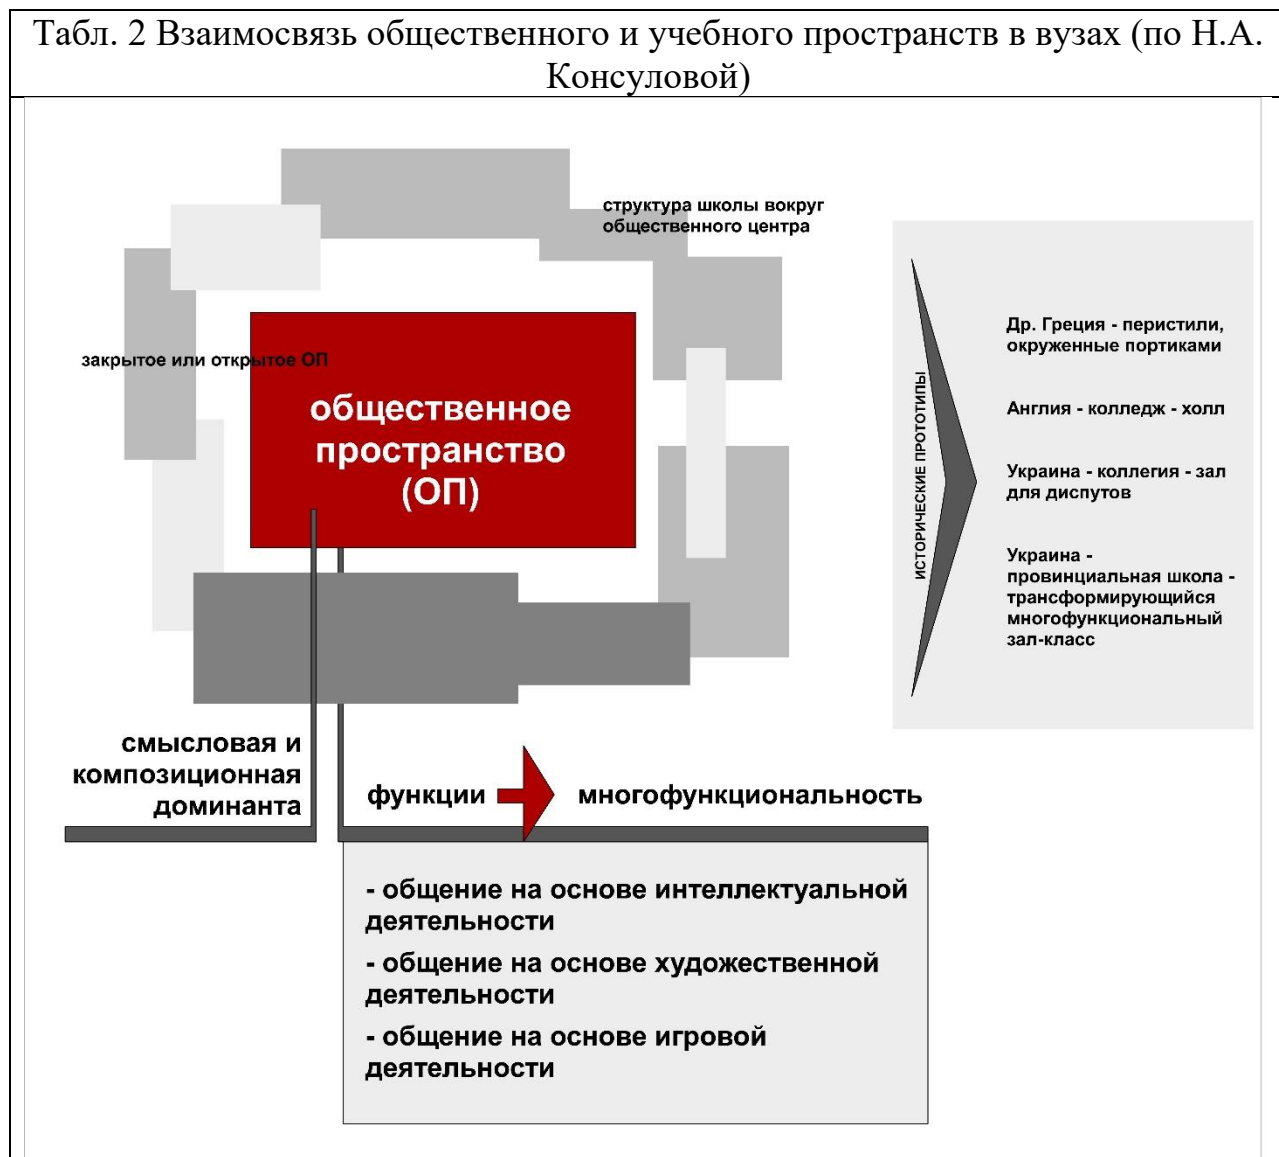 Табл. 2 Взаимосвязь общественного и учебного пространств в вузах (по Н.А.
Консуловой)
структура школы вокруг
общественного центра
закрытое или открытое ОП
общественное
пространство
(ОП)
ИСТОРИЧЕСКИЕ ПРОТОТИПЫ
Др. Греция - перистили,
окруженные портиками
Англия - колледж - холл
Украина - коллегия - зал
для диспутов
Украина -
провинциальная школа -
трансформирующийся
многофункциональный
зал-класс
смысловая и
композиционная
доминанта
функции
многофункциональность
- общение на основе интеллектуальной
деятельности
- общение на основе художественной
деятельности
- общение на основе игровой
деятельности